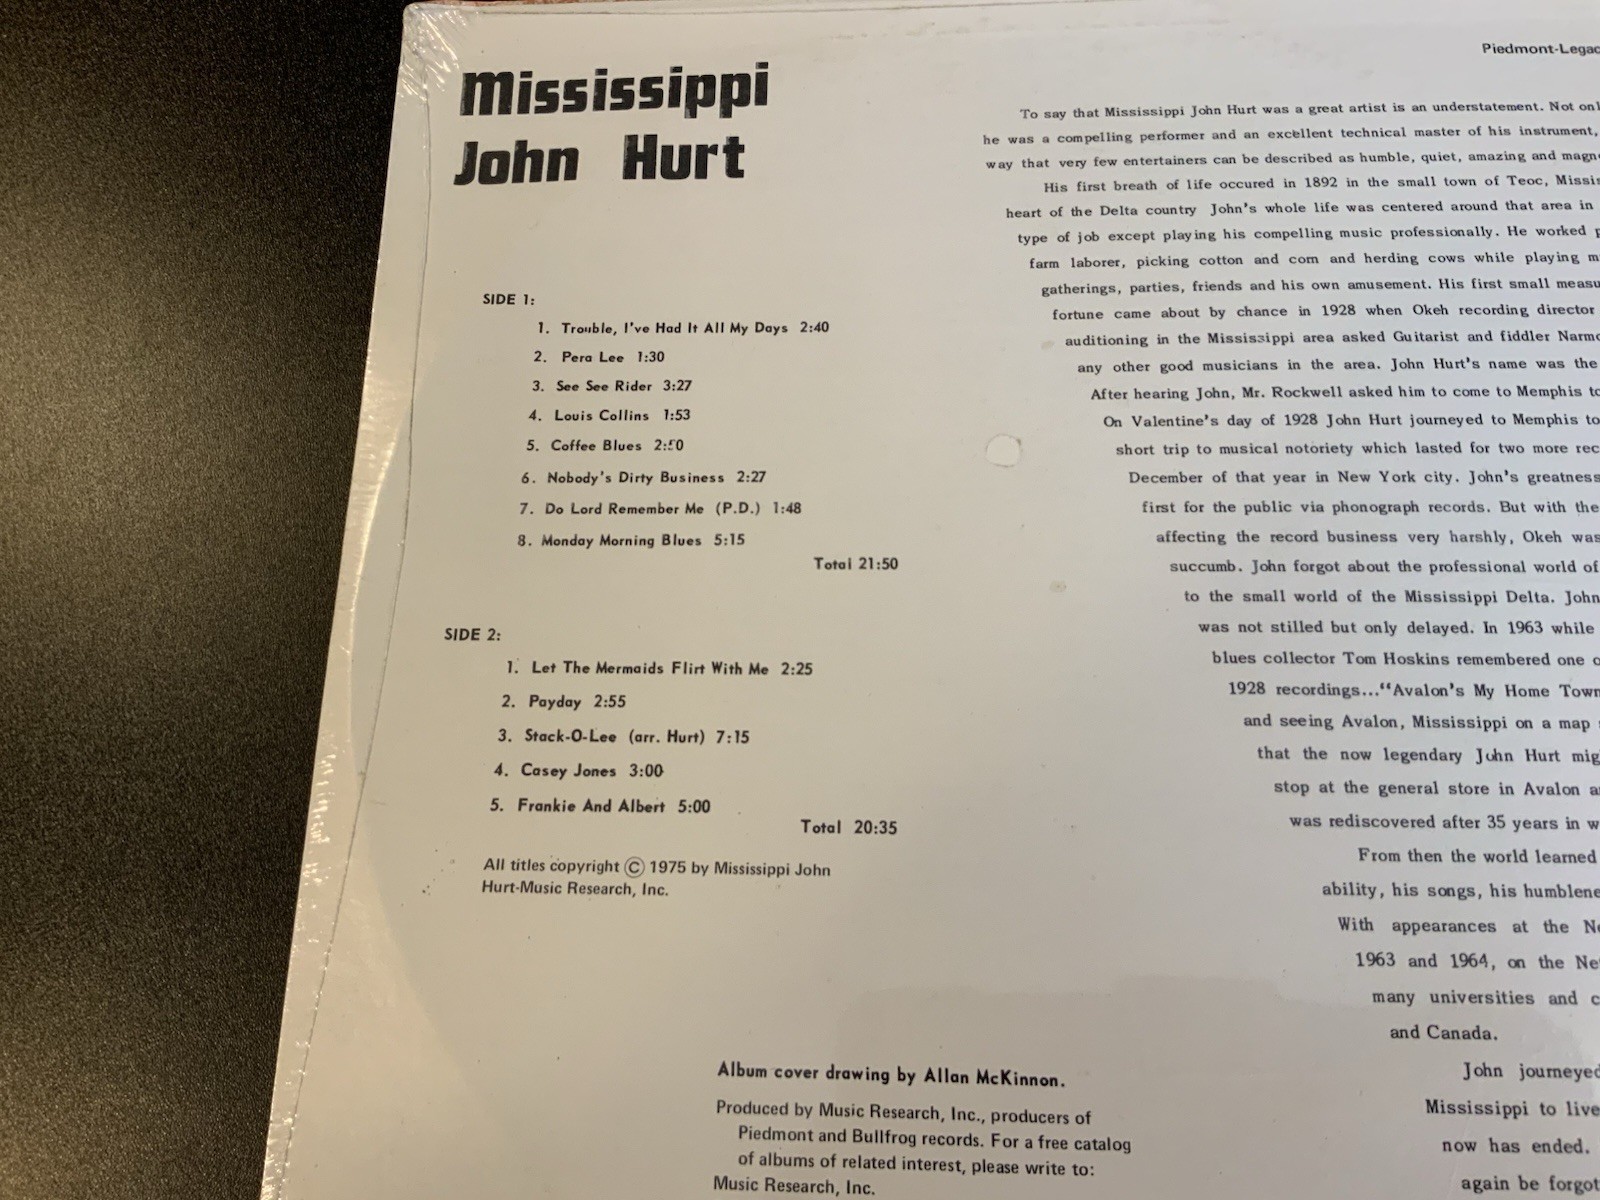 Mississippi
John Hurt
SIDE 1:
1. Trouble, I've Had It All My Days 2:40
2. Pera Lee 1:30
3. See See Rider 3:27
4. Louis Collins 1:53
5. Coffee Blues 2:50
6. Nobody's Dirty Business 2:27
7. Do Lord Remember Me (P.D.) 1:48
8. Monday Morning Blues 5:15
Total 21:50
SIDE 2:
1. Let The Mermaids Flirt With Me 2:25
2. Payday 2:55
3. Stack-O-Lee (arr. Hurt) 7:15
4. Casey Jones 3:00
5. Frankie And Albert 5:00
Total 20:35
All titles copyright © 1975 by Mississippi John
Hurt-Music Research, Inc.
Album cover drawing by Allan McKinnon.
Produced by Music Research, Inc., producers of
Piedmont and Bullfrog records. For a free catalog
of albums of related interest, please write to:
Music Research, Inc.
Piedmont-Legac
To say that Mississippi John Hurt was a great artist is an understatement. Not onl
he was a compelling performer and an excellent technical master of his instrument,
way that very few entertainers can be described as humble, quiet, amazing and magn
His first breath of life occured in 1892 in the small town of Teoc, Missis
heart of the Delta country John's whole life was centered around that area in
type of job except playing his compelling music professionally. He worked
farm laborer, picking cotton and corn and herding cows while playing m
gatherings, parties, friends and his own amusement. His first small measu
fortune came about by chance in 1928 when Okeh recording director
auditioning in the Mississippi area asked Guitarist and fiddler Narmo
any other good musicians in the area. John Hurt's name was the
After hearing John, Mr. Rockwell asked him to come to Memphis to
On Valentine's day of 1928 John Hurt journeyed to Memphis to
short trip to musical notoriety which lasted for two more rec
December of that year in New York city. John's greatness
first for the public via phonograph records. But with the
affecting the record business very harshly, Okeh was
succumb. John forgot about the professional world of
to the small world of the Mississippi Delta. John
was not stilled but only delayed. In 1963 while
blues collector Tom Hoskins remembered one o
1928 recordings..."Avalon's My Home Town
and seeing Avalon, Mississippi on a map
that the now legendary John Hurt mig
stop at the general store in Avalon a
was rediscovered after 35 years in w
From then the world learned
ability, his songs, his humblene
With appearances at the Ne
1963 and 1964, on the Ne
many universities and c
and Canada.
John journeyed
Mississippi to live
now has ended.
again be forgot